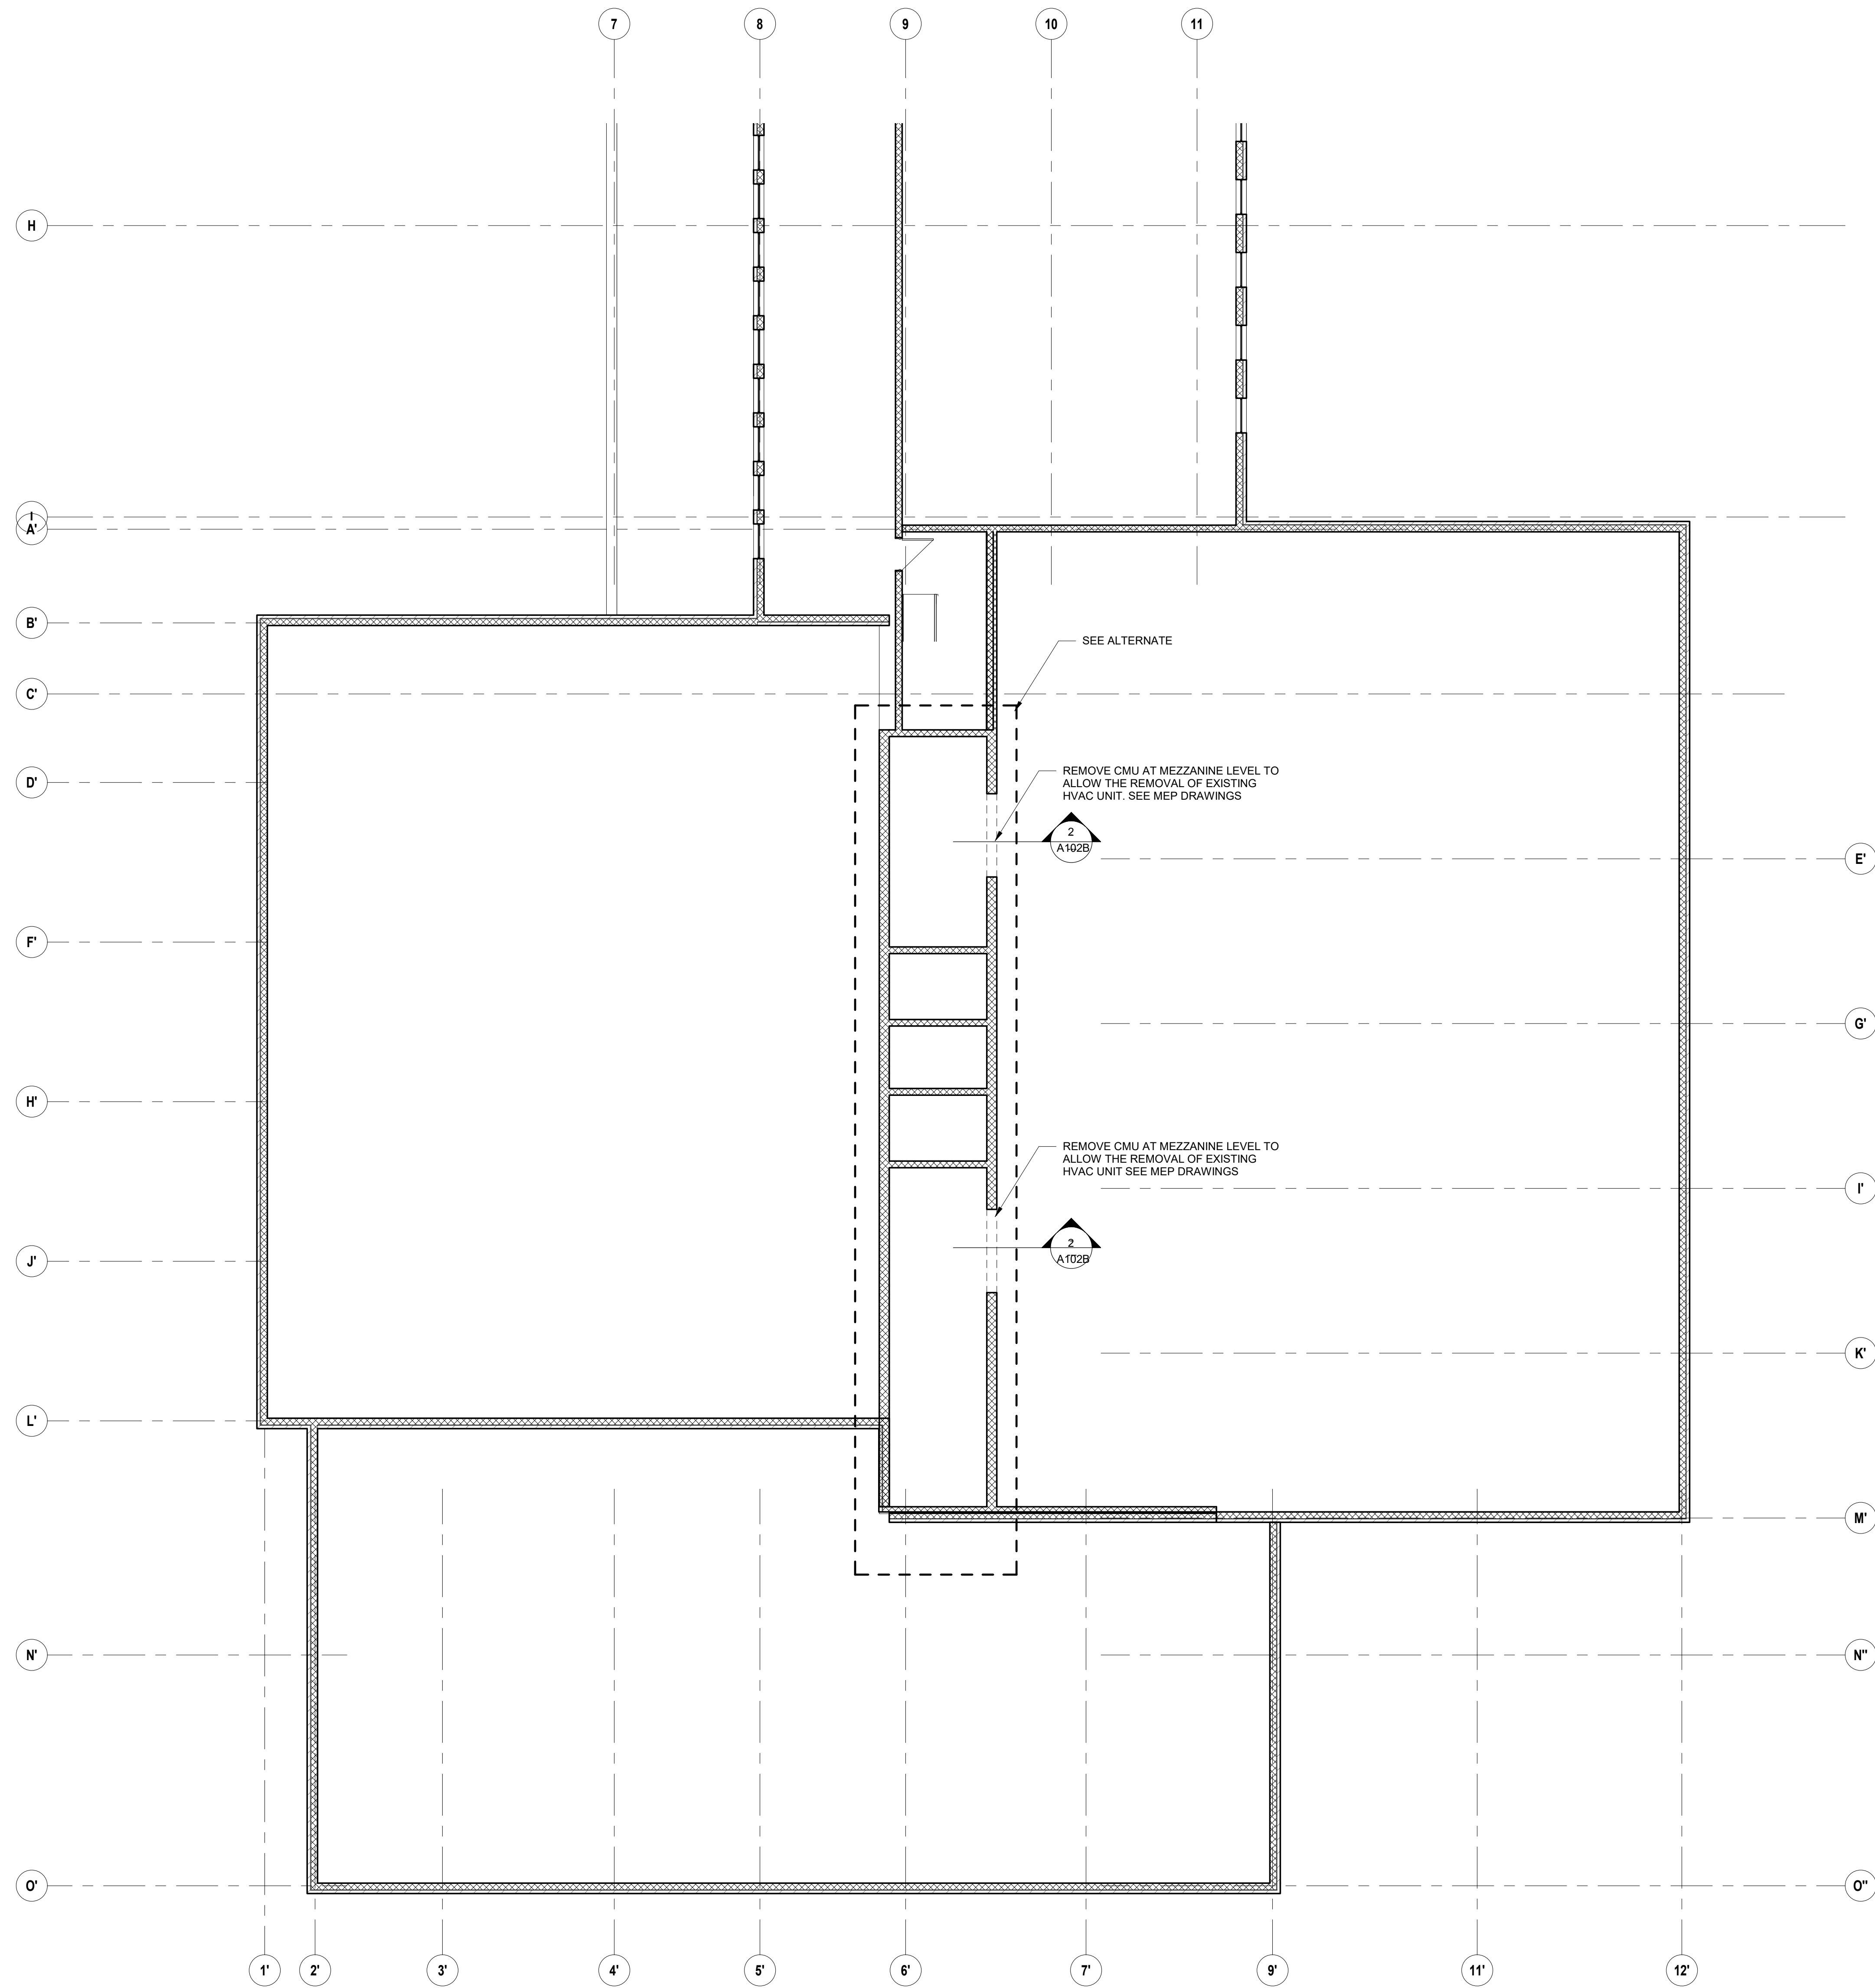 7
8
9
10
11
H
I
A'
B'
SEE ALTERNATE
C'
REMOVE CMU AT MEZZANINE LEVEL TO
ALLOW THE REMOVAL OF EXISTING
HVAC UNIT. SEE MEP DRAWINGS
D'
2
A102B
E'
F'
G'
H'
REMOVE CMU AT MEZZANINE LEVEL TO
ALLOW THE REMOVAL OF EXISTING
HVAC UNIT SEE MEP DRAWINGS
I'
2
A102B
J'
K'
L'
M'
N'
N"
O'
O"
1'
2'
3'
4'
5'
6'
7'
9'
11'
12'